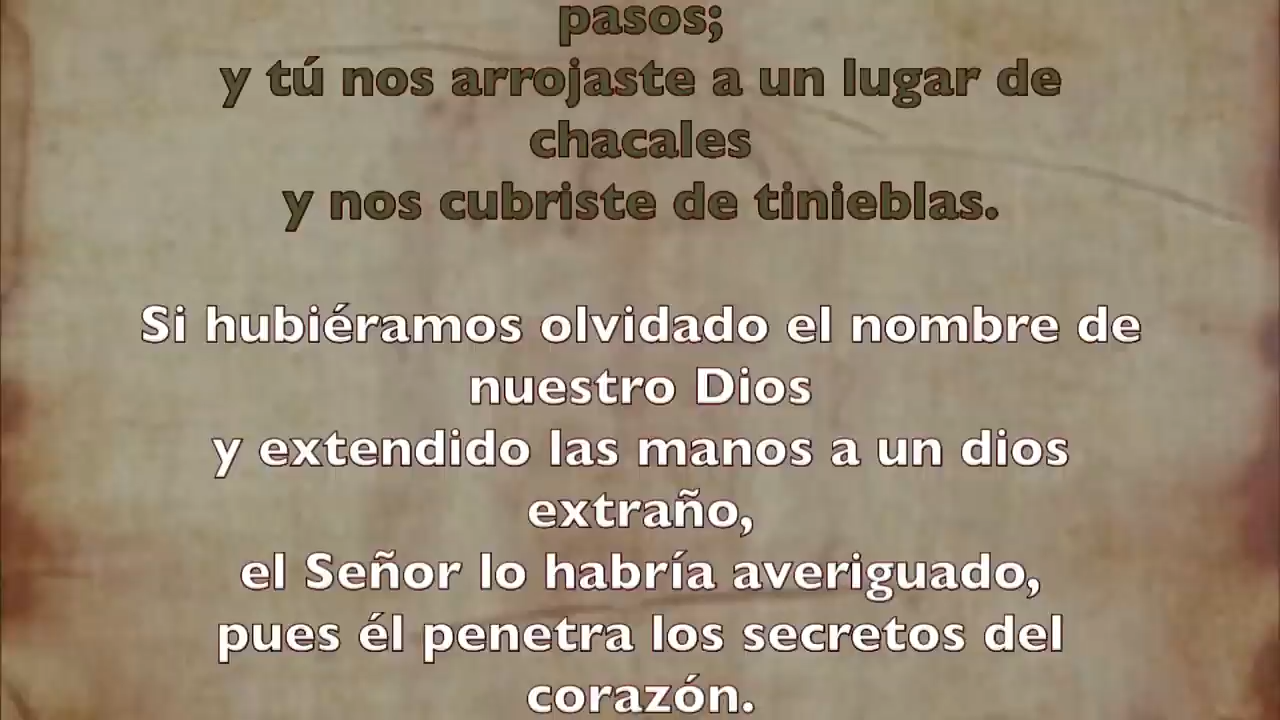 pasos;
y tú nos arrojaste a un lugar de
chacales
y nos cubriste de tinieblas.
Si hubiéramos olvidado el nombre de
nuestro Dios
y extendido las manos a un dios
extraño,
el Señor lo habría averiguado,
pues él penetra los secretos del
corazón.